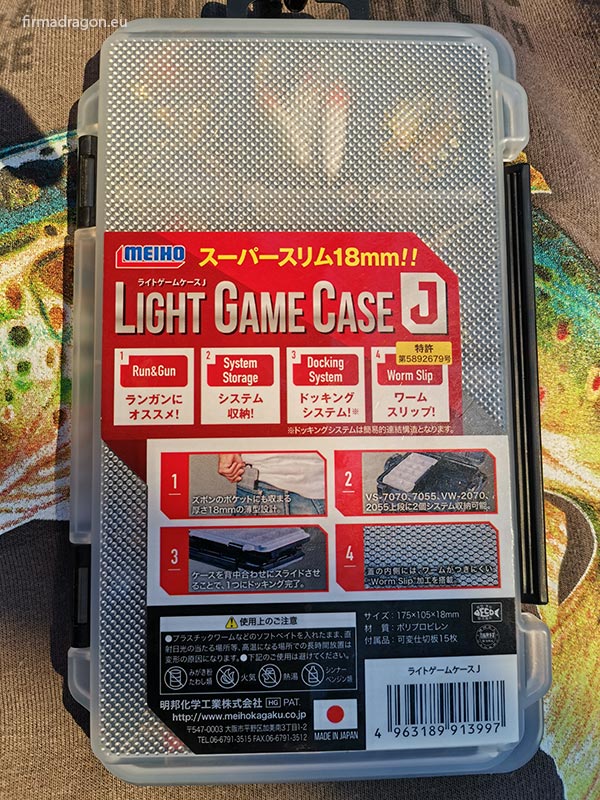 firmadragon.eu
MEIHO
スーパースリム18mm!!
ライトゲームケースJ
LIGHT GAME CASE J
特許
第5892679号
1
Run&Gun
ランガンに
オススメ!
2
System
Storage
システム
収納!
3
Docking
System
ドッキング
システム!※
4
Worm Slip
ワーム
スリップ!
※ドッキングシステムは簡易的連結構造となります。
1
ズボンのポケットにも収まる
厚さ18mmの薄型設計。
2
VS-7070、7055、VW-2070、
2055上段に2個システム収納可能。
3
ケースを背中合わせにスライドさせ
ることで、1つにドッキング完了。
4
蓋の内側には、ワームがつきにくい
"Worm Slip"加工を搭載。
使用上のご注意
●プラスチックワームなどのソフトベイトを入れたまま、直
射日光の当たる場所等、高温になる場所での長時間放置は
変形の原因になります。●下記のご使用は避けてください。
みがき粉
たわし類
火気
熱湯
シンナー
ベンジン類
サイズ:175×105×18mm
材 質:ポリプロピレン
付属品:可変仕切板15枚
明邦化学工業株式会社 HG PAT.
http://www.meihokagaku.co.jp
〒547-0003 大阪市平野区加美南3丁目1-2
TEL.06-6791-3515 FAX.06-6791-3512
MADE IN JAPAN
ライトゲームケースJ
4 963189 913997